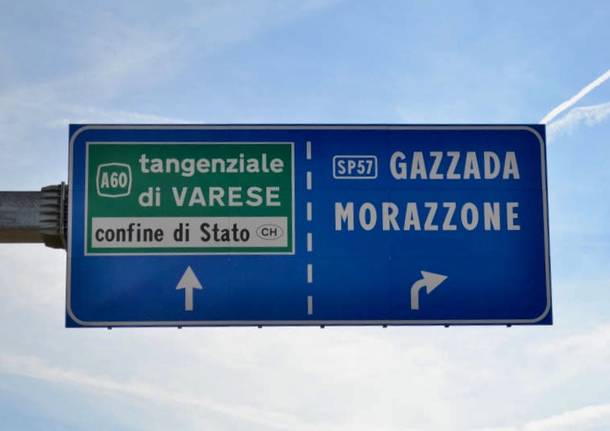 A60 tangenziale
di VARESE
confine di Stato CH
SP57 GAZZADA
MORAZZONE